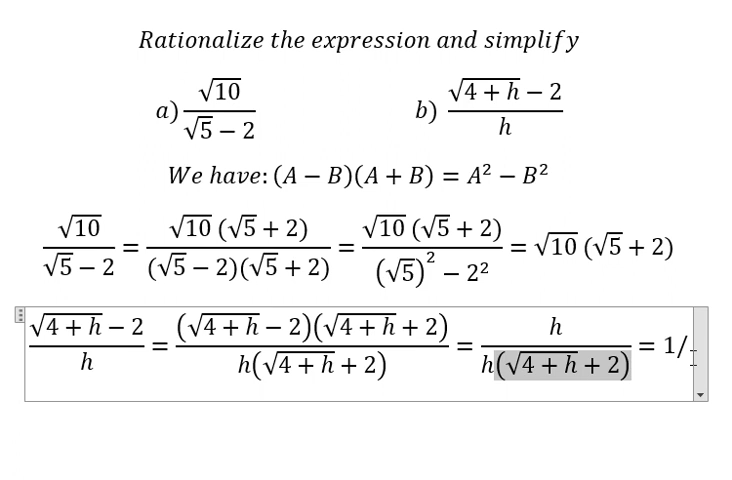 Rationalize the expression and simplify
a) √10 / (√5 − 2) b) (√(4 + h) − 2) / h
We have: (A − B)(A + B) = A² − B²
√10 / (√5 − 2) = √10 (√5 + 2) / ((√5 − 2)(√5 + 2)) = √10 (√5 + 2) / ((√5)² − 2²) = √10 (√5 + 2)
(√(4 + h) − 2) / h = (√(4 + h) − 2)(√(4 + h) + 2) / (h(√(4 + h) + 2)) = h / (h(√(4 + h) + 2)) = 1/